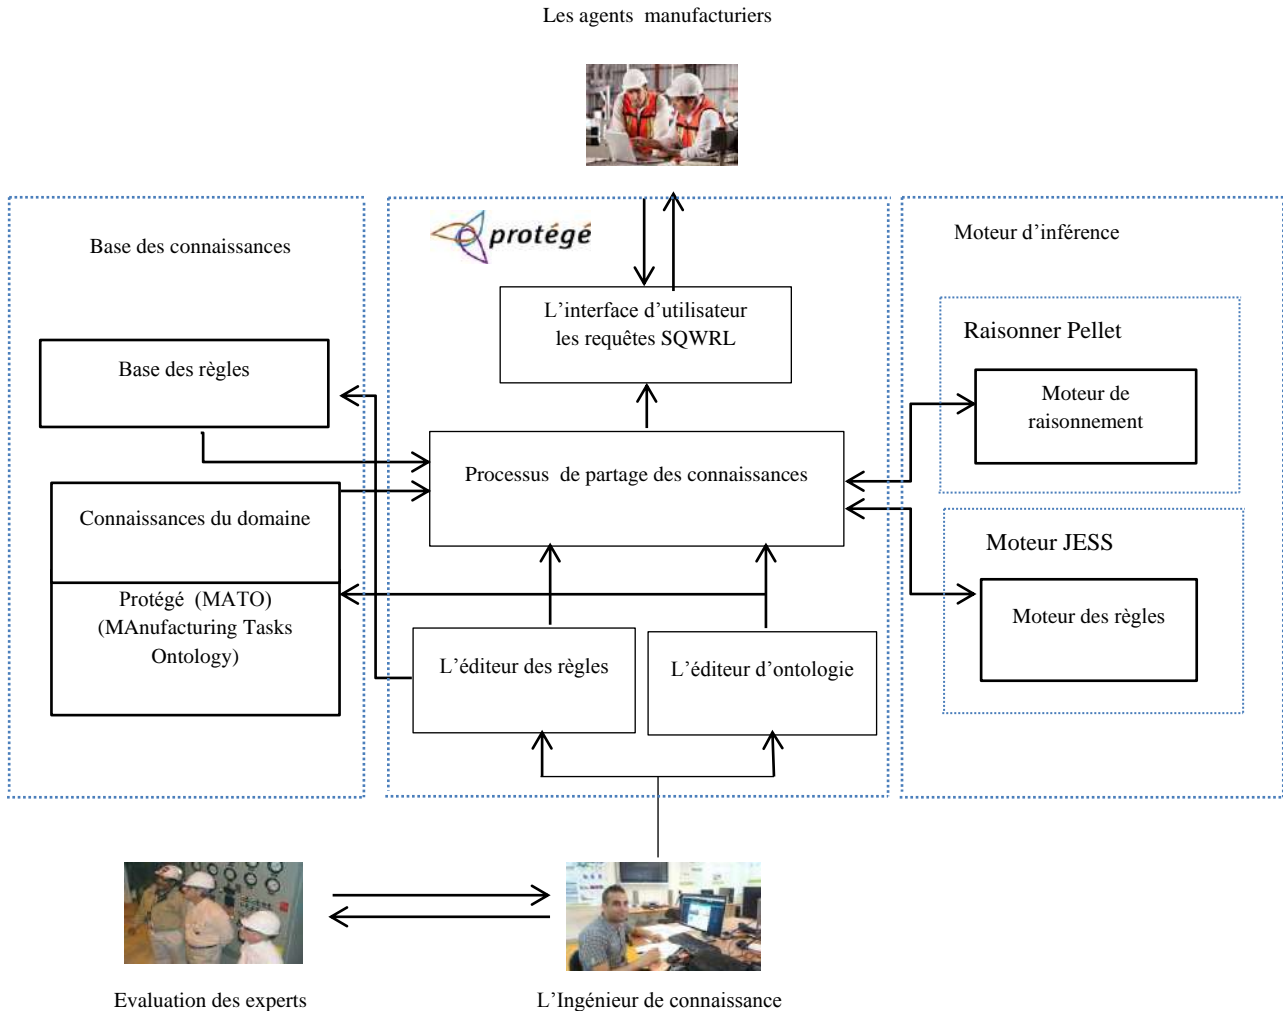 Les agents manufacturiers
Base des connaissances
protégé
Moteur d'inférence
L'interface d'utilisateur
les requêtes SQWRL
Raisonner Pellet
Base des règles
Moteur de
raisonnement
Processus de partage des connaissances
Connaissances du domaine
Moteur JESS
Protégé (MATO)
(MAnufacturing Tasks
Ontology)
Moteur des règles
L'éditeur des règles
L'éditeur d'ontologie
Evaluation des experts
L'Ingénieur de connaissance